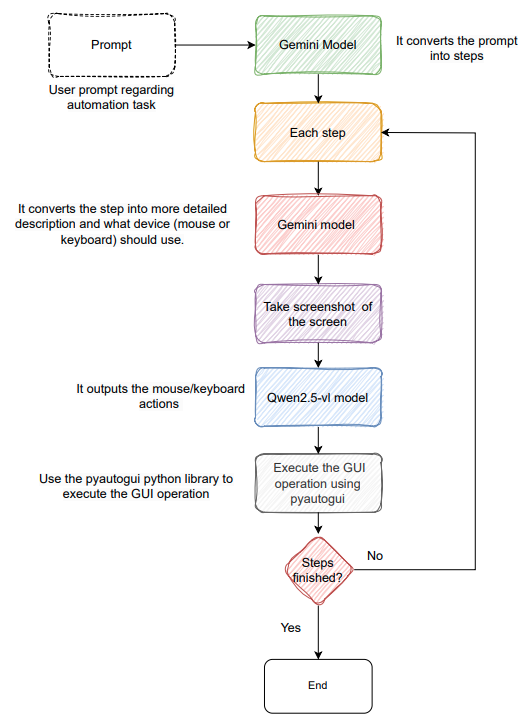 Prompt
Gemini Model
It converts the prompt
into steps
User prompt regarding
automation task
Each step
It converts the step into more detailed
description and what device (mouse or
keyboard) should use.
Gemini model
Take screenshot of
the screen
It outputs the mouse/keyboard
actions
Qwen2.5-vl model
Use the pyautogui python library to
execute the GUI operation
Execute the GUI
operation using
pyautogui
Steps
finished?
No
Yes
End